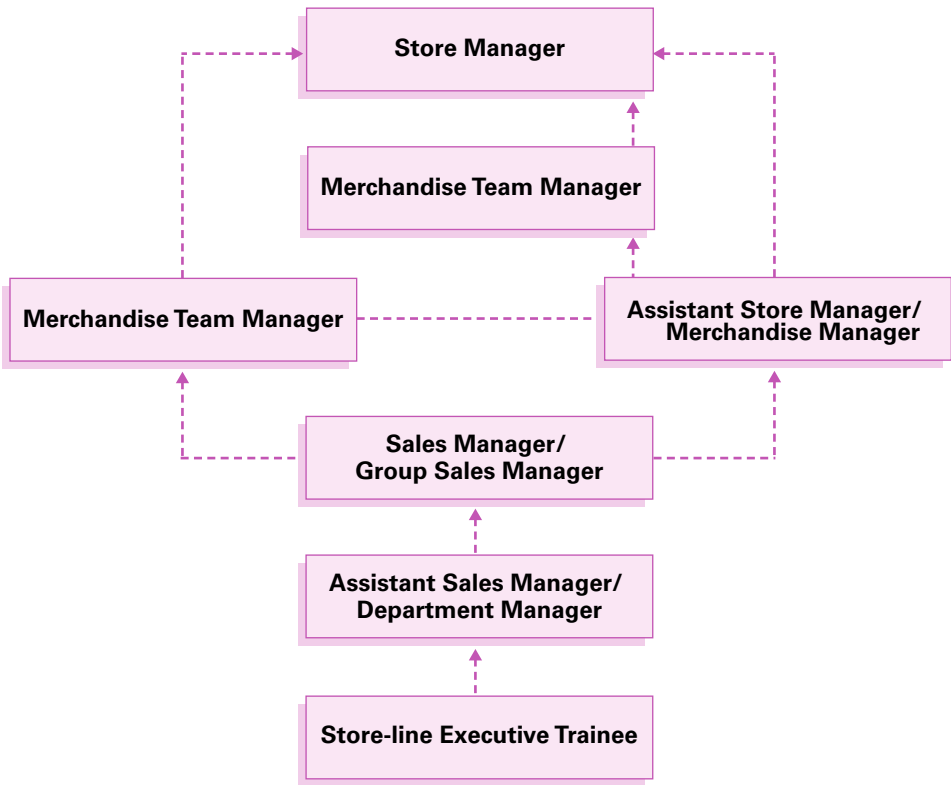 Store Manager
Merchandise Team Manager
Merchandise Team Manager
Assistant Store Manager/
Merchandise Manager
Sales Manager/
Group Sales Manager
Assistant Sales Manager/
Department Manager
Store-line Executive Trainee